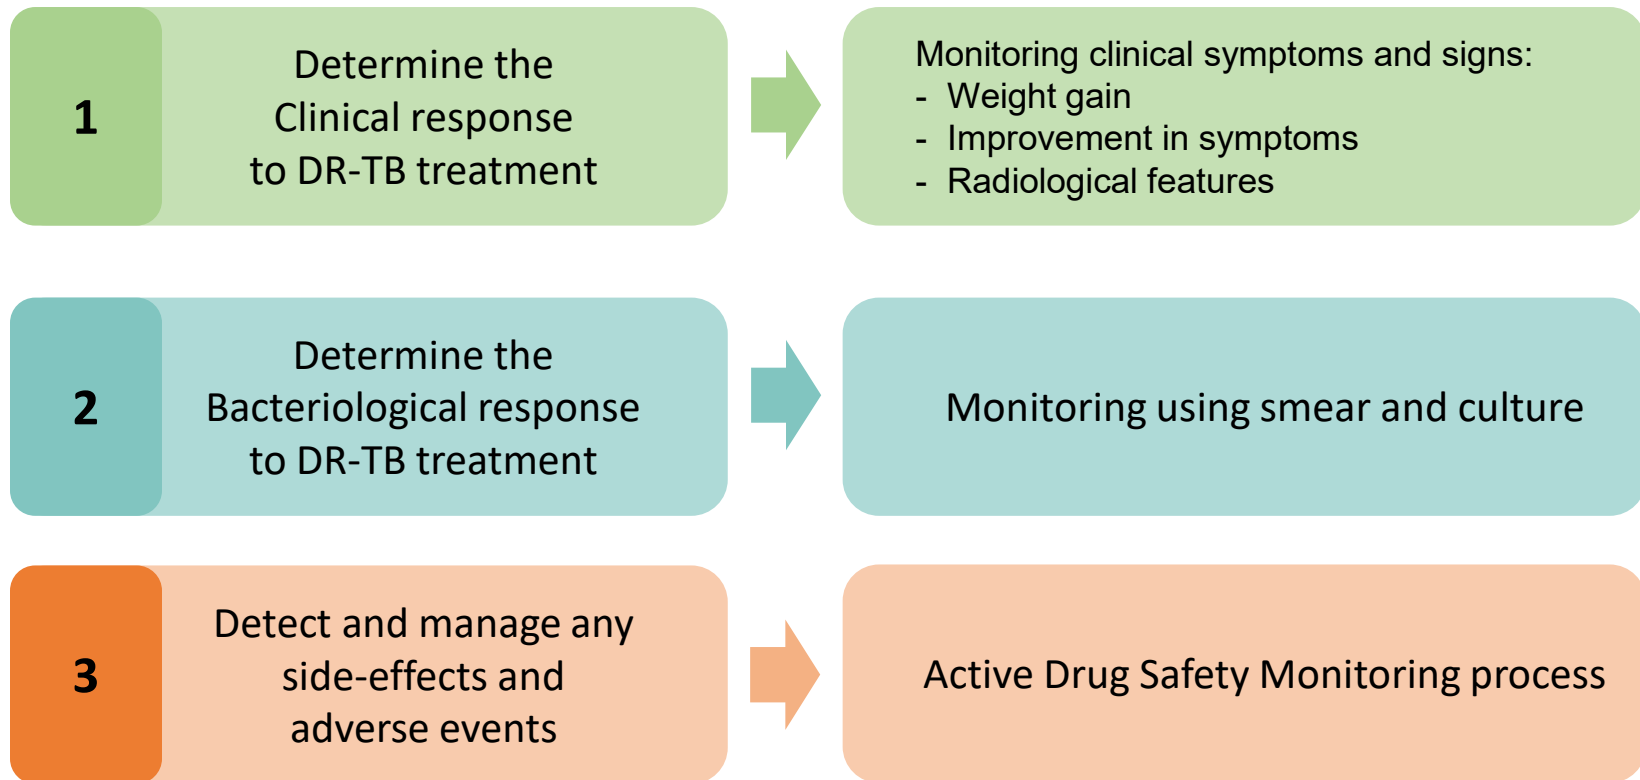 1
Determine the
Clinical response
to DR-TB treatment
Monitoring clinical symptoms and signs:
- Weight gain
- Improvement in symptoms
- Radiological features
2
Determine the
Bacteriological response
to DR-TB treatment
Monitoring using smear and culture
3
Detect and manage any
side-effects and
adverse events
Active Drug Safety Monitoring process